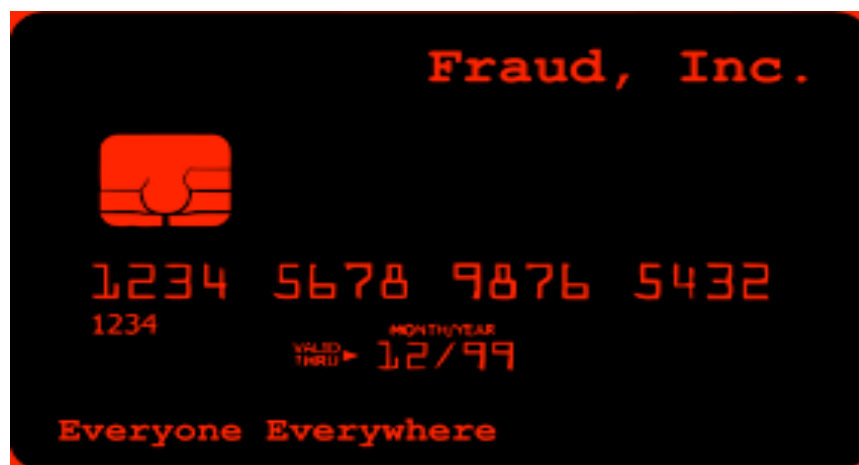 Fraud, Inc.
1234 5678 9876 5432
1234
MONTH/YEAR
VALID THRU 12/99
Everyone Everywhere